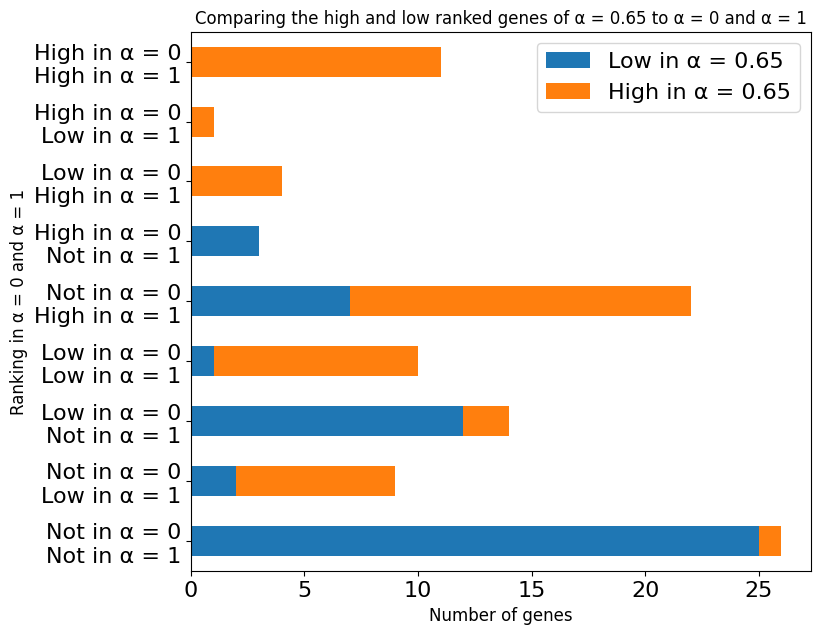 Comparing the high and low ranked genes of α = 0.65 to α = 0 and α = 1
Low in α = 0.65
High in α = 0.65
Ranking in α = 0 and α = 1
High in α = 0
High in α = 1
High in α = 0
Low in α = 1
Low in α = 0
High in α = 1
High in α = 0
Not in α = 1
Not in α = 0
High in α = 1
Low in α = 0
Low in α = 1
Low in α = 0
Not in α = 1
Not in α = 0
Low in α = 1
Not in α = 0
Not in α = 1
0 5 10 15 20 25
Number of genes